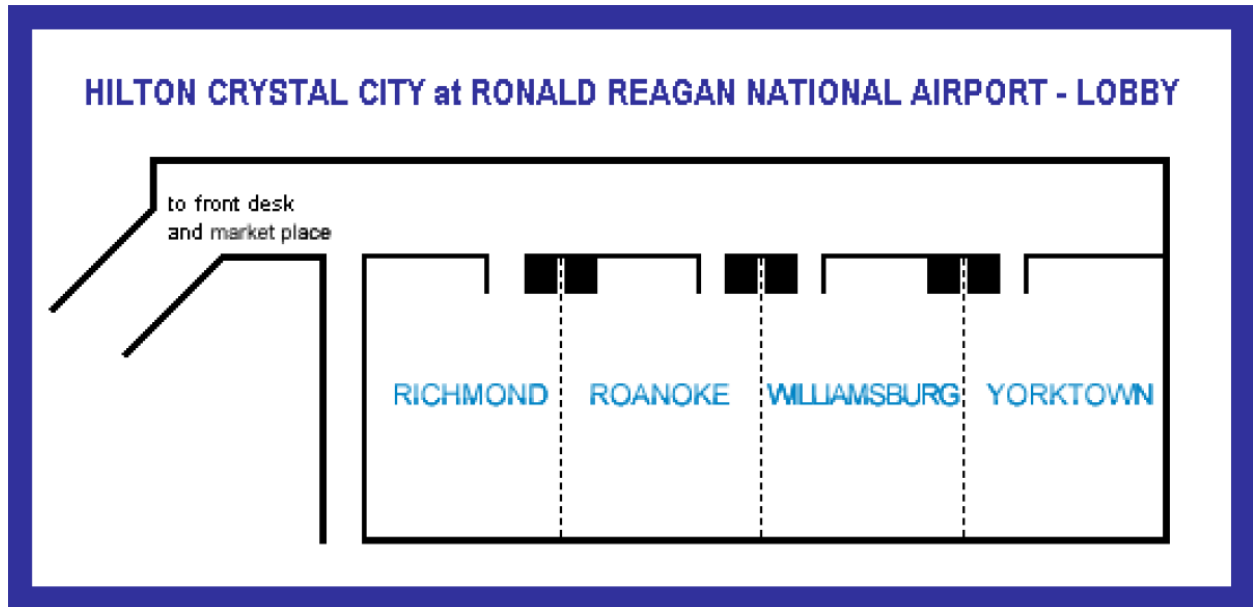 HILTON CRYSTAL CITY at RONALD REAGAN NATIONAL AIRPORT - LOBBY
to front desk
and market place
RICHMOND ROANOKE WILLIAMSBURG YORKTOWN